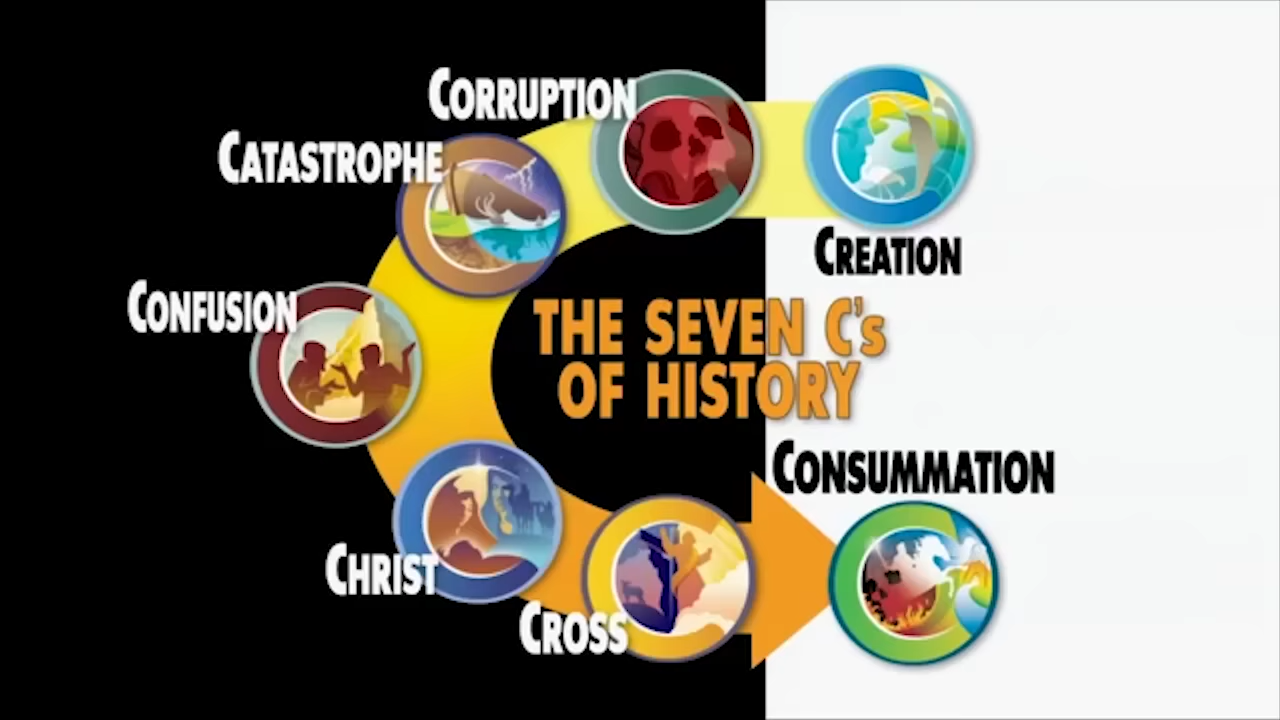 CORRUPTION
CATASTROPHE
CREATION
CONFUSION
THE SEVEN C's
OF HISTORY
CONSUMMATION
CHRIST
CROSS